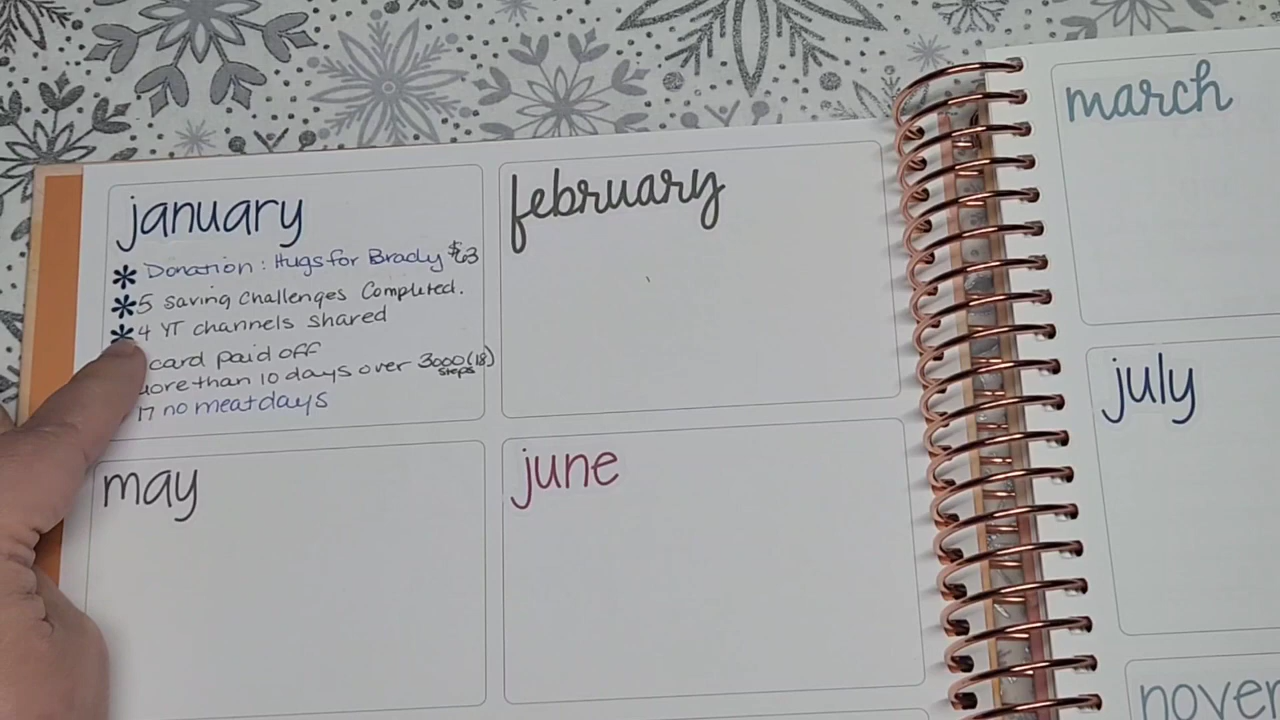 january
* Donation: Hugs for Brady $63
* 5 saving Challenges Completed.
* 4 YT channels shared
card paid off
more than 10 days over 3000 (18)
steps
17 no meat days
february
march
may
june
july